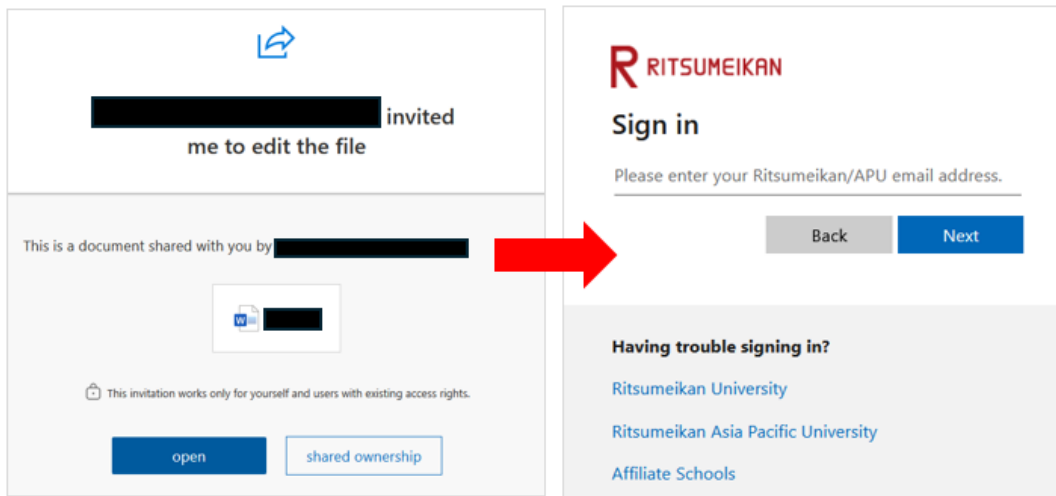 invited
me to edit the file
This is a document shared with you by
W
This invitation works only for yourself and users with existing access rights.
open
shared ownership
RITSUMEIKAN
Sign in
Please enter your Ritsumeikan/APU email address.
Back
Next
Having trouble signing in?
Ritsumeikan University
Ritsumeikan Asia Pacific University
Affiliate Schools